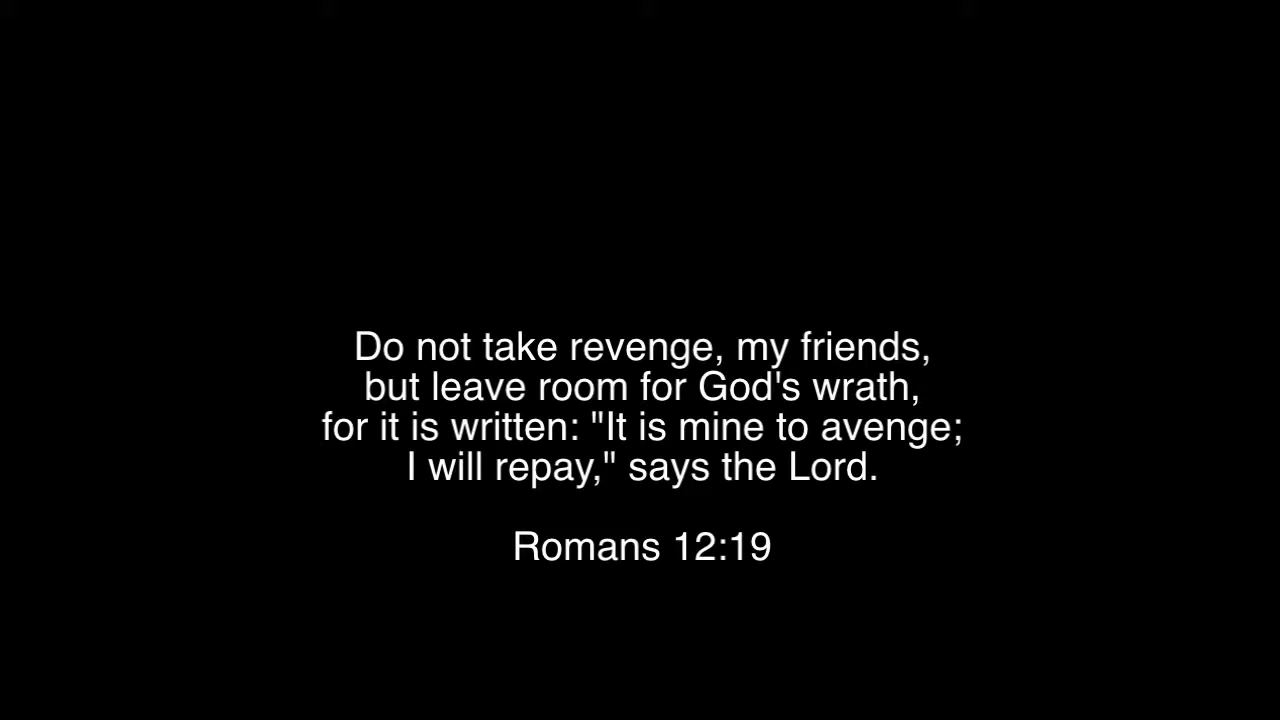 Do not take revenge, my friends,
but leave room for God's wrath,
for it is written: "It is mine to avenge;
I will repay," says the Lord.
Romans 12:19